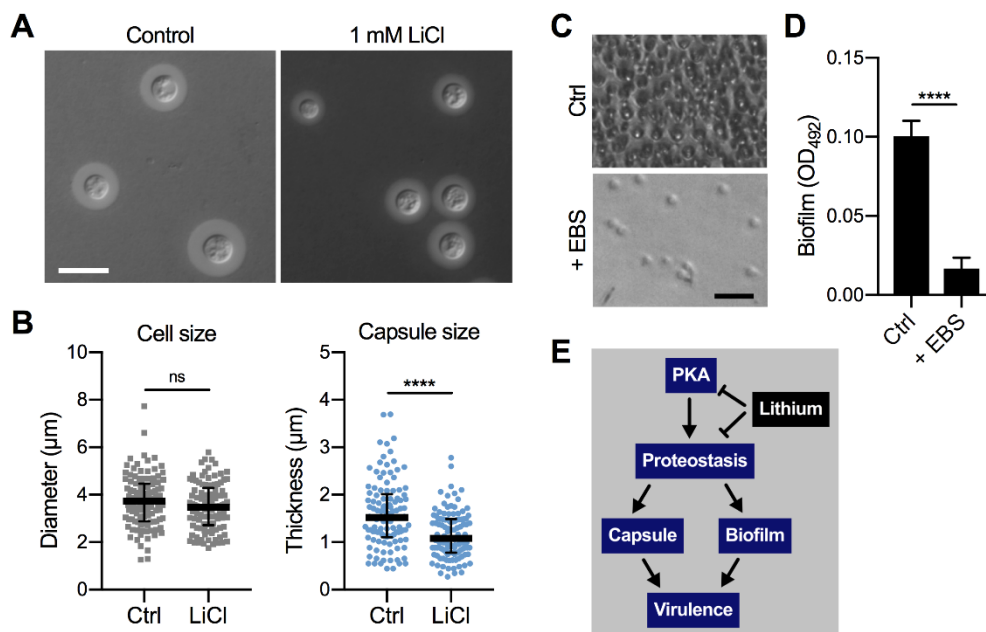 A
Control
1 mM LiCl
B
Cell size
Capsule size
10
8
6
4
2
0
Diameter (µm)
ns
Ctrl
LiCl
5
4
3
2
1
0
Thickness (µm)
****
Ctrl
LiCl
C
Ctrl
+ EBS
D
0.15
0.10
0.05
0.00
Biofilm (OD492)
****
Ctrl
+ EBS
E
PKA
Lithium
Proteostasis
Capsule
Biofilm
Virulence